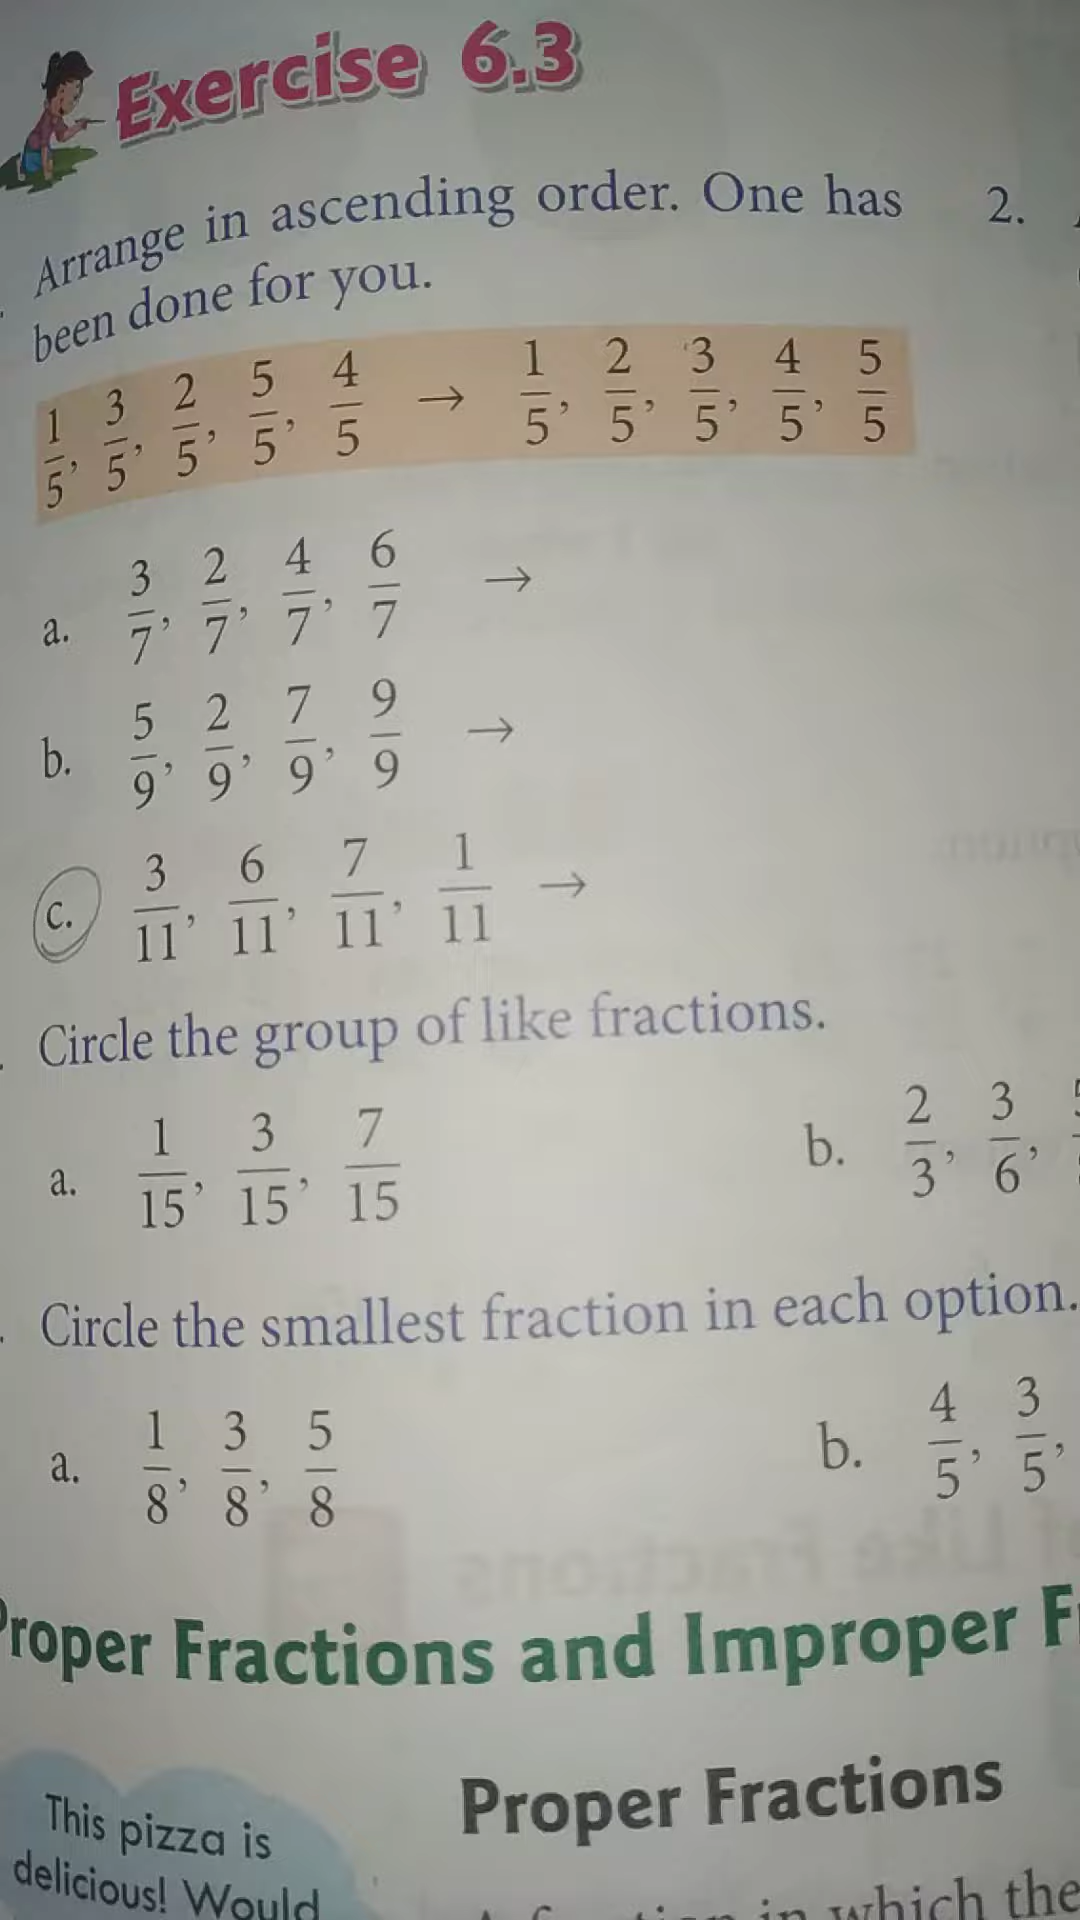 Exercise 6.3
Arrange in ascending order. One has
been done for you.
1/5, 3/5, 2/5, 5/5, 4/5 → 1/5, 2/5, 3/5, 4/5, 5/5
a. 3/7, 2/7, 4/7, 6/7 →
b. 5/9, 2/9, 7/9, 9/9 →
c. 3/11, 6/11, 7/11, 1/11 →
2.
Circle the group of like fractions.
a. 1/15, 3/15, 7/15
b. 2/3, 3/6,
Circle the smallest fraction in each option.
a. 1/8, 3/8, 5/8
b. 4/5, 3/5,
Proper Fractions and Improper
Proper Fractions
This pizza is
delicious! Would
in which the